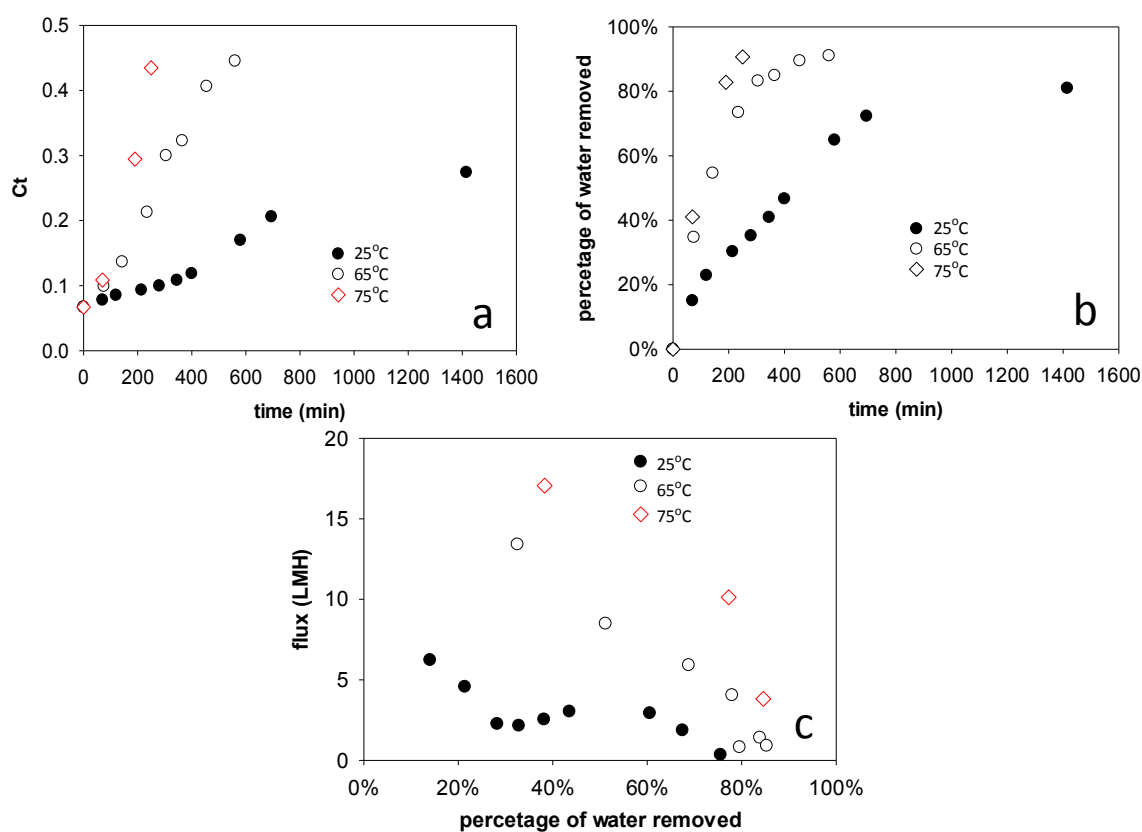 0.5
0.4
0.3
0.2
0.1
0.0
Ct
0 200 400 600 800 1000 1200 1400 1600
time (min)
25°C
65°C
75°C
a
100%
80%
60%
40%
20%
0%
percetage of water removed
0 200 400 600 800 1000 1200 1400 1600
time (min)
25°C
65°C
75°C
b
20
15
10
5
0
flux (LMH)
0% 20% 40% 60% 80% 100%
percetage of water removed
25°C
65°C
75°C
c